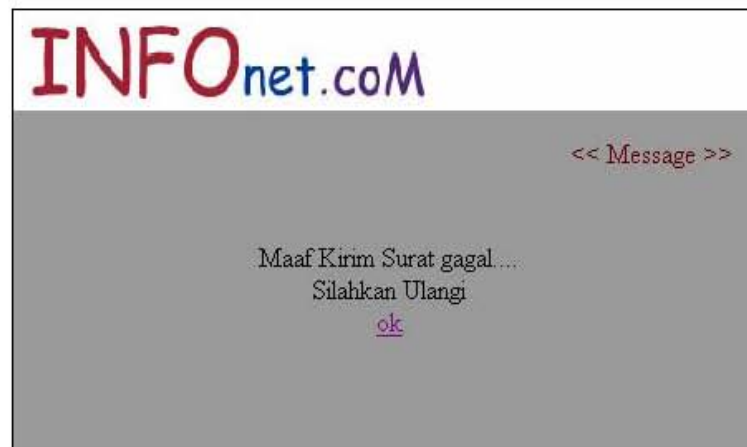 INFOnet.coM
<< Message >>
Maaf Kirim Surat gagal....
Silahkan Ulangi
ok